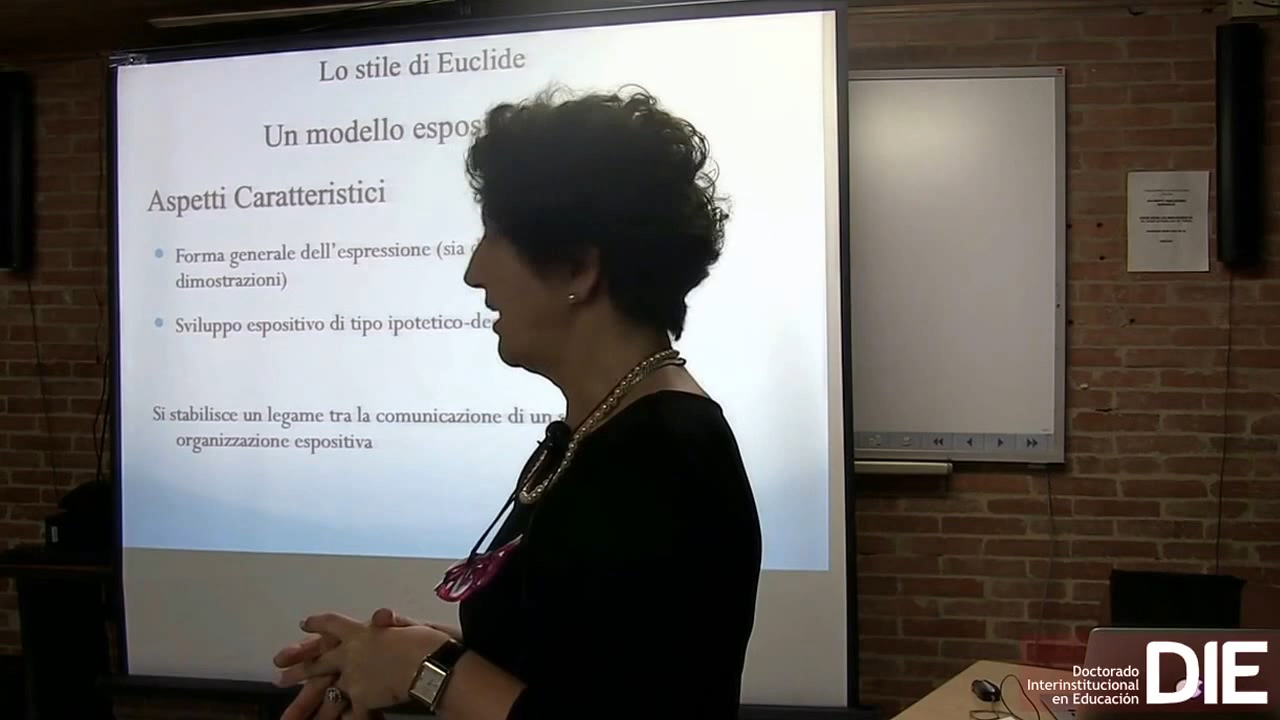 Lo stile di Euclide
Un modello espos
Aspetti Caratteristici
Forma generale dell'espressione (sia
dimostrazioni)
Sviluppo espositivo di tipo ipotetico-de
Si stabilisce un legame tra la comunicazione di un
organizzazione espositiva
Doctorado
Interinstitucional
en Educación
DIE